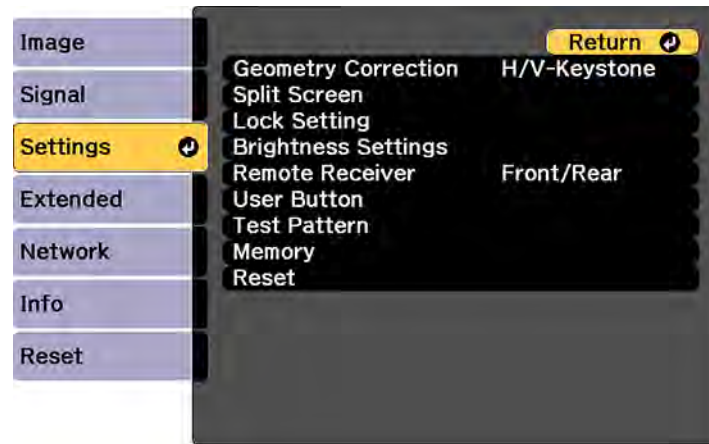 Image
Signal
Settings
Extended
Network
Info
Reset
Return
Geometry Correction H/V-Keystone
Split Screen
Lock Setting
Brightness Settings
Remote Receiver Front/Rear
User Button
Test Pattern
Memory
Reset